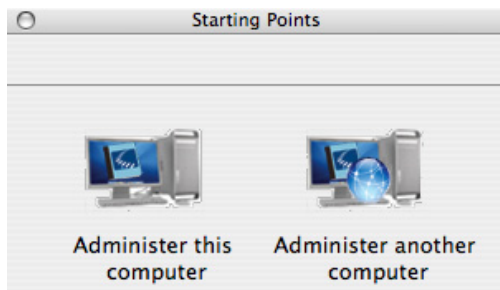 Starting Points
Administer this
computer
Administer another
computer